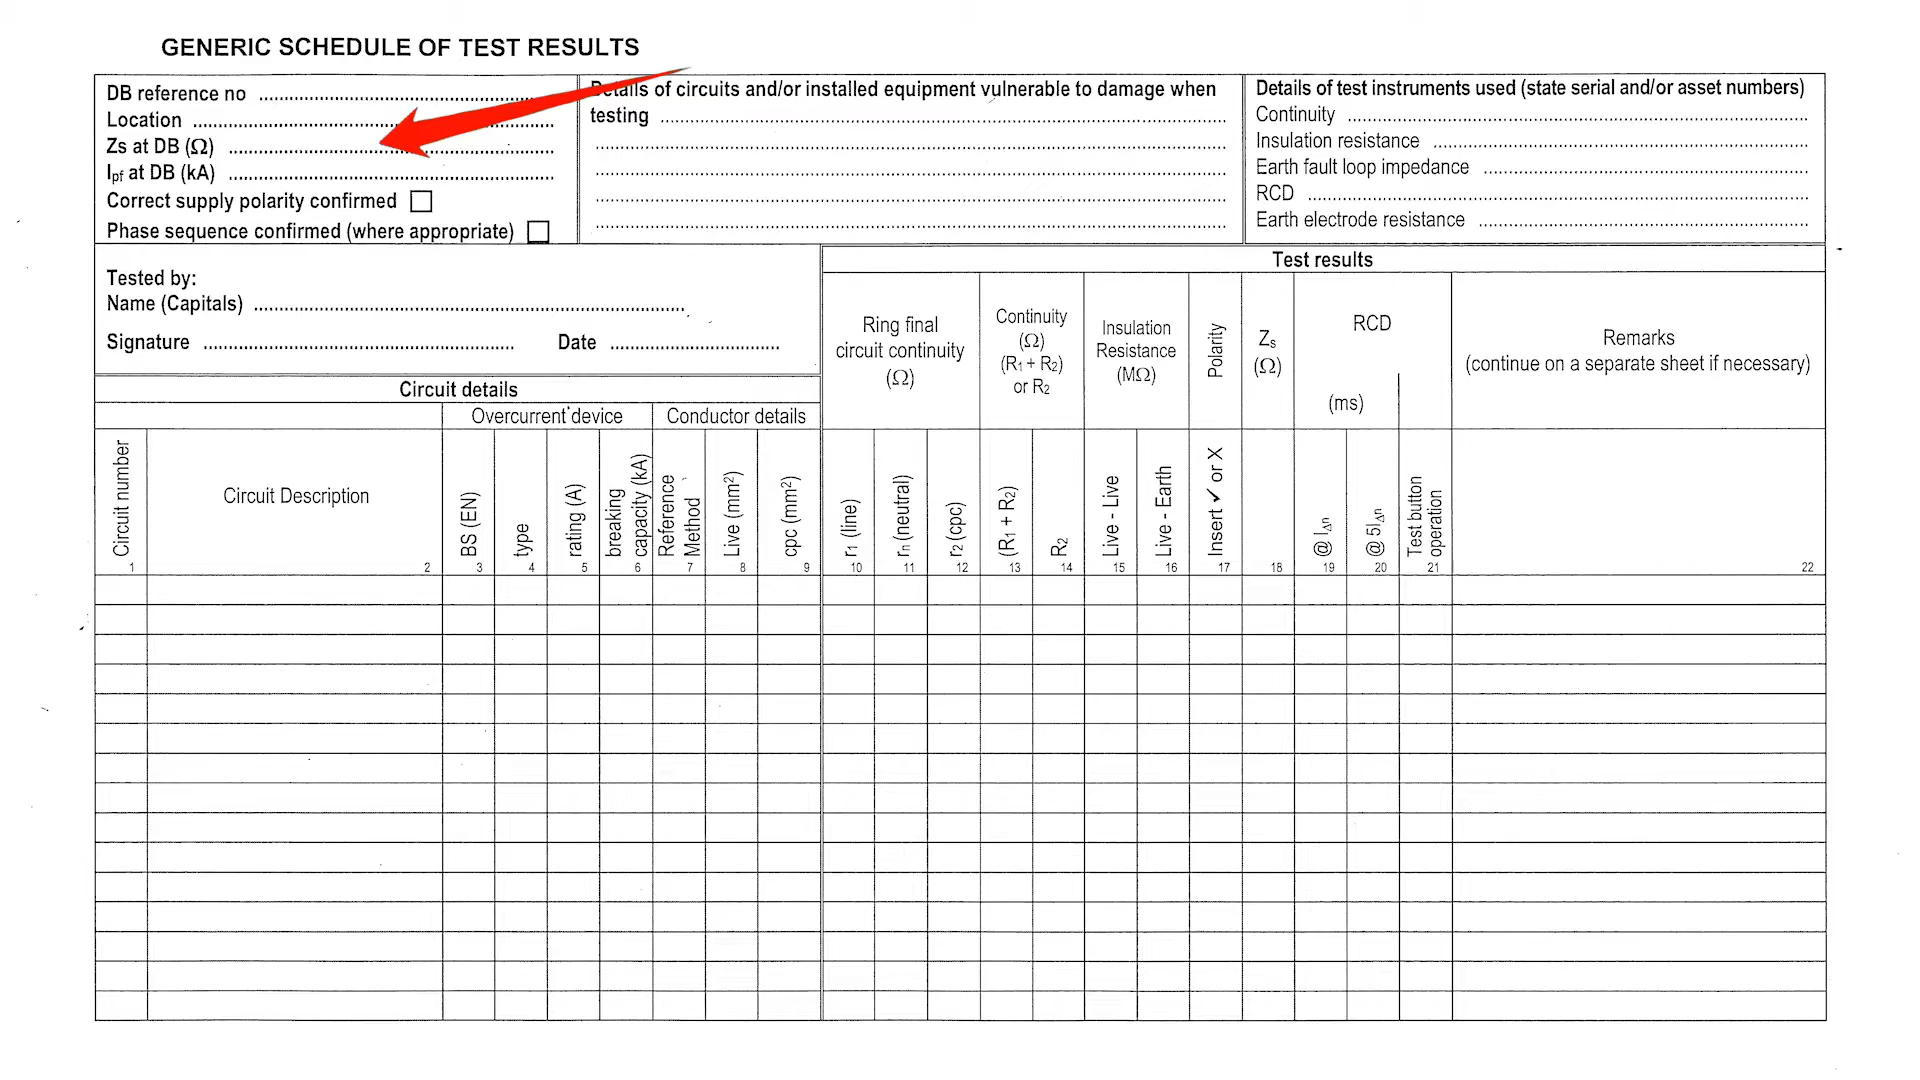 GENERIC SCHEDULE OF TEST RESULTS
DB reference no
Location
Zs at DB (Ω)
Ipf at DB (kA)
Correct supply polarity confirmed
Phase sequence confirmed (where appropriate)
Details of circuits and/or installed equipment vulnerable to damage when
testing
Details of test instruments used (state serial and/or asset numbers)
Continuity
Insulation resistance
Earth fault loop impedance
RCD
Earth electrode resistance
Tested by:
Name (Capitals)
Signature Date
Test results
Ring final
circuit continuity
(Ω)
Continuity
(Ω)
(R1 + R2)
or R2
Insulation
Resistance
(MΩ)
Polarity
Zs
(Ω)
RCD
(ms)
Remarks
(continue on a separate sheet if necessary)
Circuit details
Overcurrent device
Conductor details
Circuit number
1
Circuit Description
2
BS (EN)
3
type
4
rating (A)
5
breaking
capacity (kA)
6
Reference
Method
7
Live (mm²)
8
cpc (mm²)
9
r1 (line)
10
rn (neutral)
11
r2 (cpc)
12
(R1 + R2)
13
R2
14
Live - Live
15
Live - Earth
16
Insert ✓ or X
17
18
@ I∆n
19
@ 5I∆n
20
Test button
operation
21
22